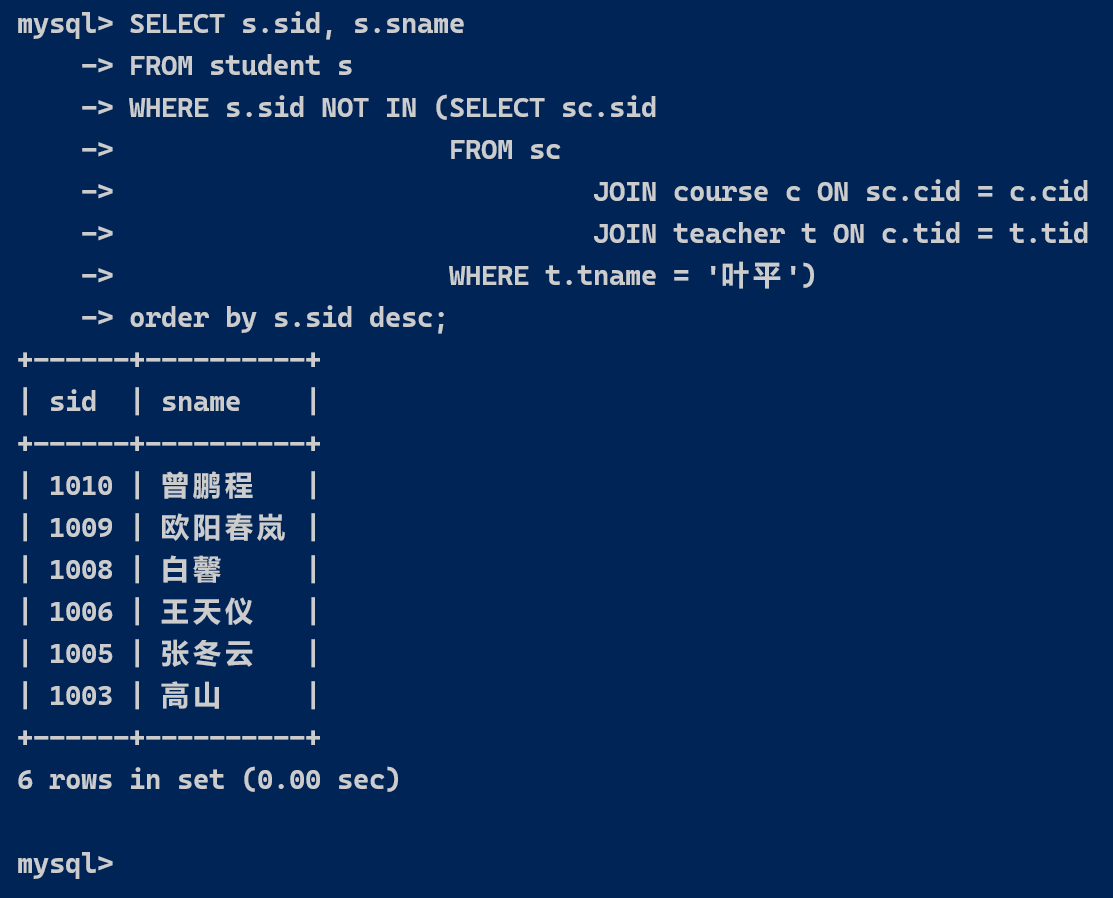 mysql> SELECT s.sid, s.sname
    -> FROM student s
    -> WHERE s.sid NOT IN (SELECT sc.sid
    ->                     FROM sc
    ->                              JOIN course c ON sc.cid = c.cid
    ->                              JOIN teacher t ON c.tid = t.tid
    ->                     WHERE t.tname = '叶平')
    -> order by s.sid desc;
+------+----------+
| sid  | sname    |
+------+----------+
| 1010 | 曾鹏程   |
| 1009 | 欧阳春岚 |
| 1008 | 白馨     |
| 1006 | 王天仪   |
| 1005 | 张冬云   |
| 1003 | 高山     |
+------+----------+
6 rows in set (0.00 sec)

mysql>